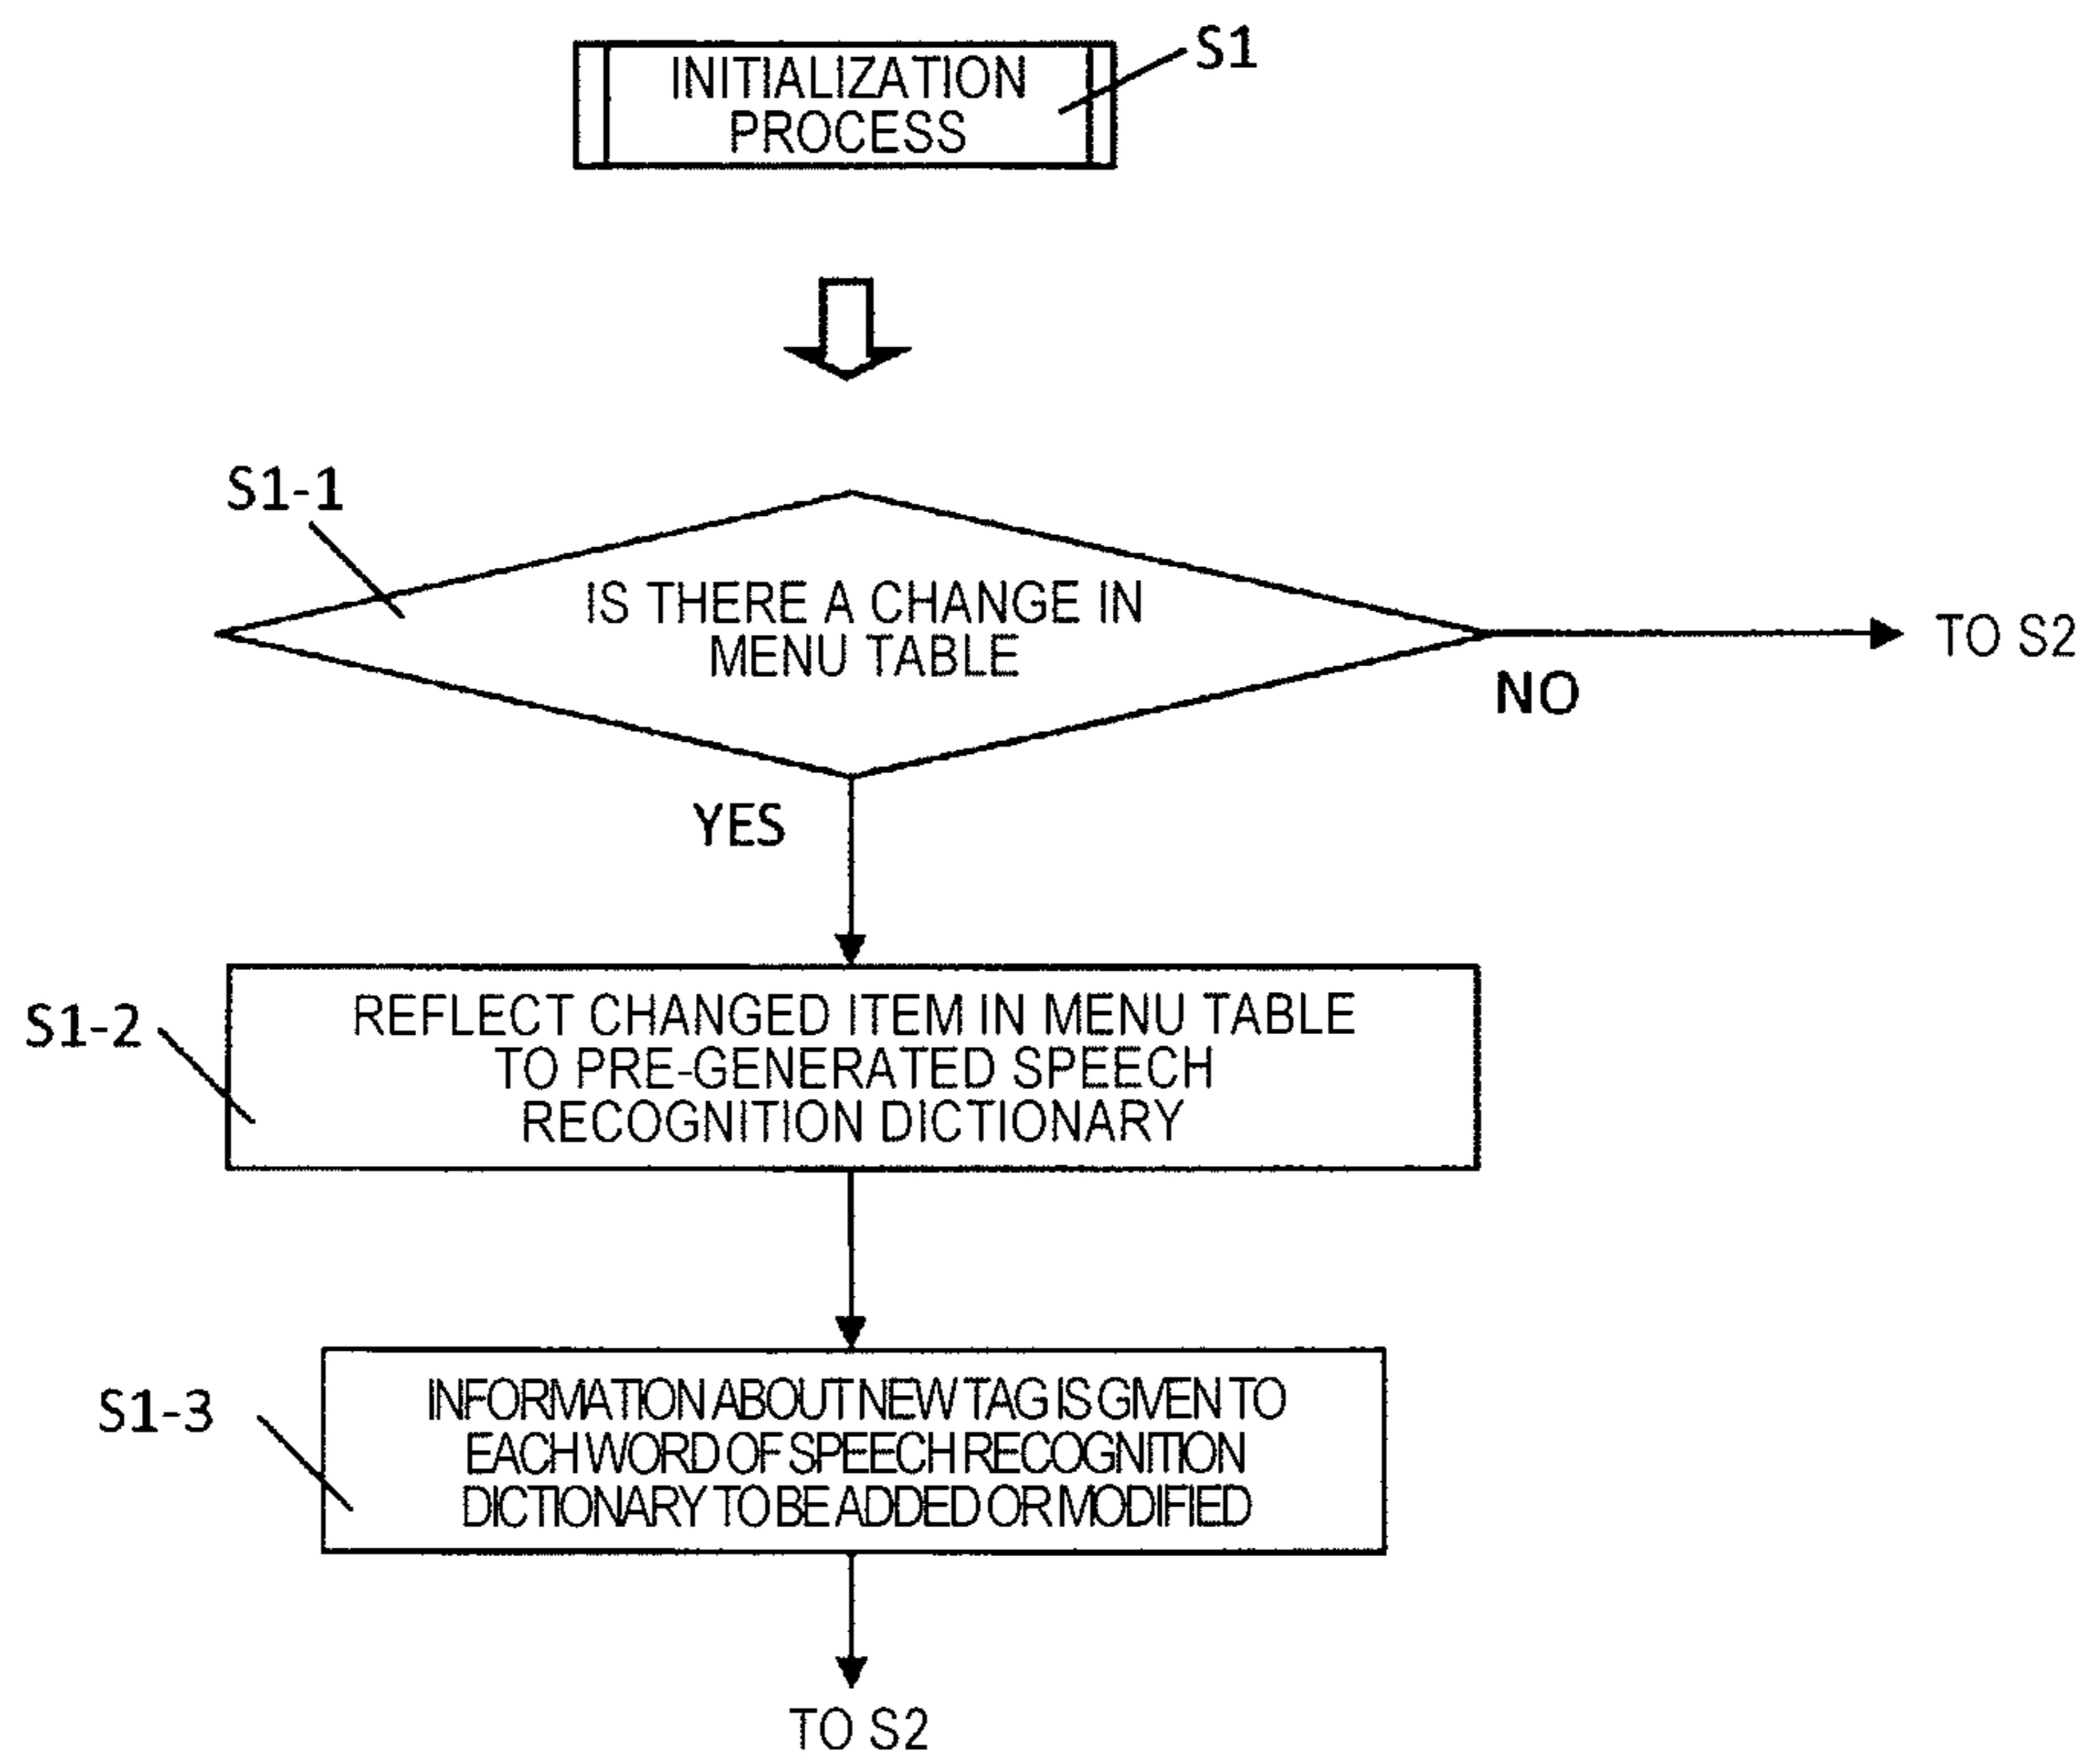 INITIALIZATION
PROCESS
S1
S1-1
IS THERE A CHANGE IN
MENU TABLE
TO S2
NO
YES
S1-2
REFLECT CHANGED ITEM IN MENU TABLE
TO PRE-GENERATED SPEECH
RECOGNITION DICTIONARY
S1-3
INFORMATION ABOUT NEW TAG IS GIVEN TO
EACH WORD OF SPEECH RECOGNITION
DICTIONARY TO BE ADDED OR MODIFIED
TO S2